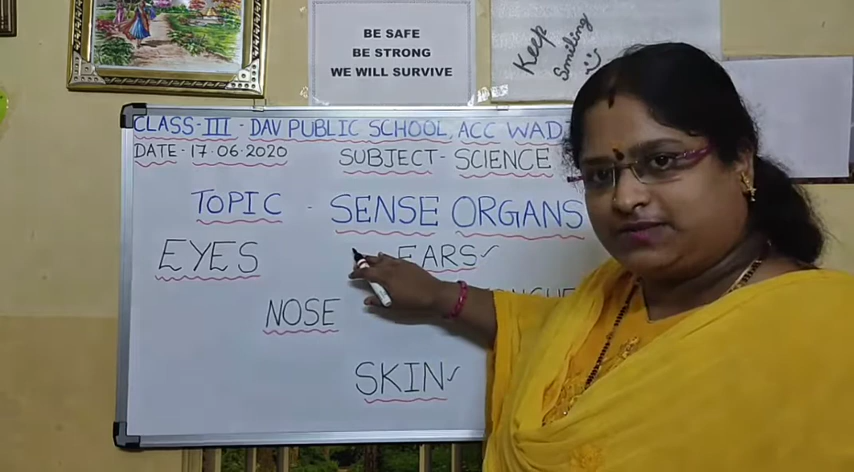 BE SAFE
BE STRONG
WE WILL SURVIVE
Keep
Smiling
CLASS-III - DAV PUBLIC SCHOOL, ACC WAD
DATE-17.06.2020 SUBJECT-SCIENCE
TOPIC - SENSE ORGANS
EYES EARS✓
NOSE
SKIN✓